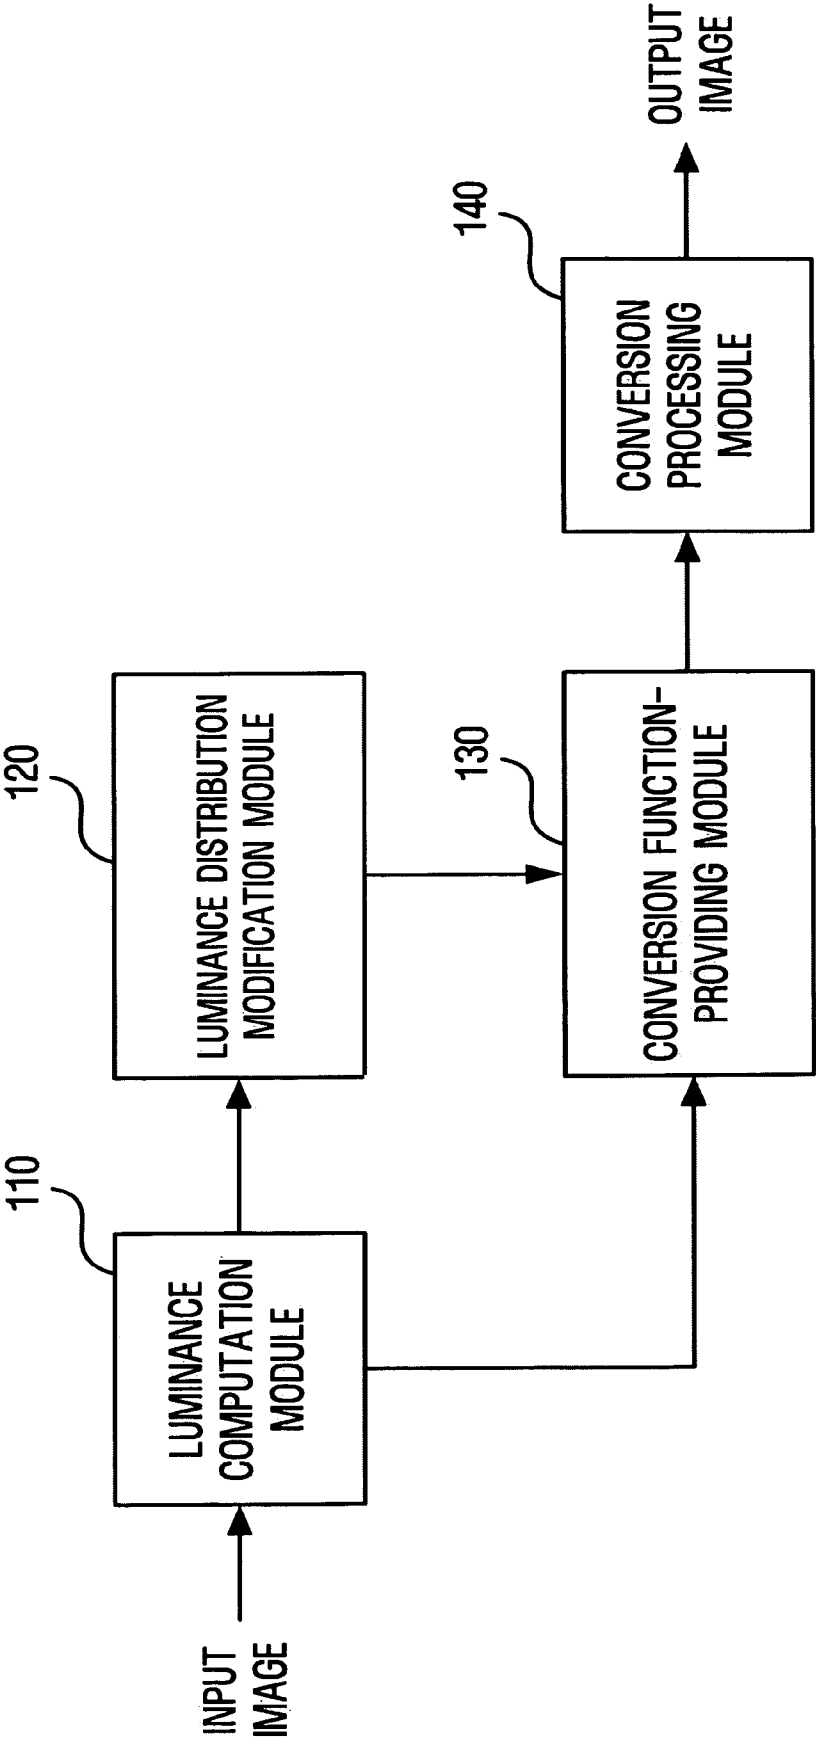 INPUT
IMAGE
110
LUMINANCE
COMPUTATION
MODULE
120
LUMINANCE DISTRIBUTION
MODIFICATION MODULE
130
CONVERSION FUNCTION-
PROVIDING MODULE
140
CONVERSION
PROCESSING
MODULE
OUTPUT
IMAGE